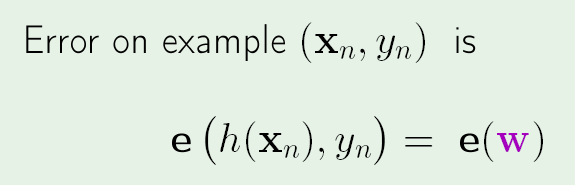 Error on example (𝐱ₙ, yₙ) is
𝐞(h(𝐱ₙ), yₙ) = 𝐞(𝐰)